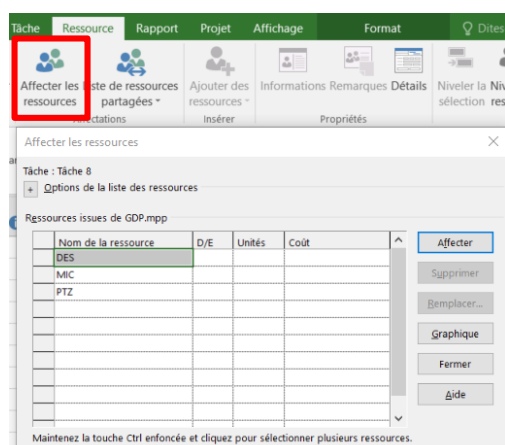 Tâche Ressource Rapport Projet Affichage Format Dites
Affecter les Liste de ressources Ajouter des Informations Remarques Détails Niveler la Niv
ressources partagées ressources sélection res
Affectations Insérer Propriétés
Affecter les ressources
Tâche : Tâche 8
+ Options de la liste des ressources
Ressources issues de GDP.mpp
Nom de la ressource D/E Unités Coût Affecter
DES
MIC Supprimer
PTZ
Remplacer...
Graphique
Fermer
Aide
Maintenez la touche Ctrl enfoncée et cliquez pour sélectionner plusieurs ressources.